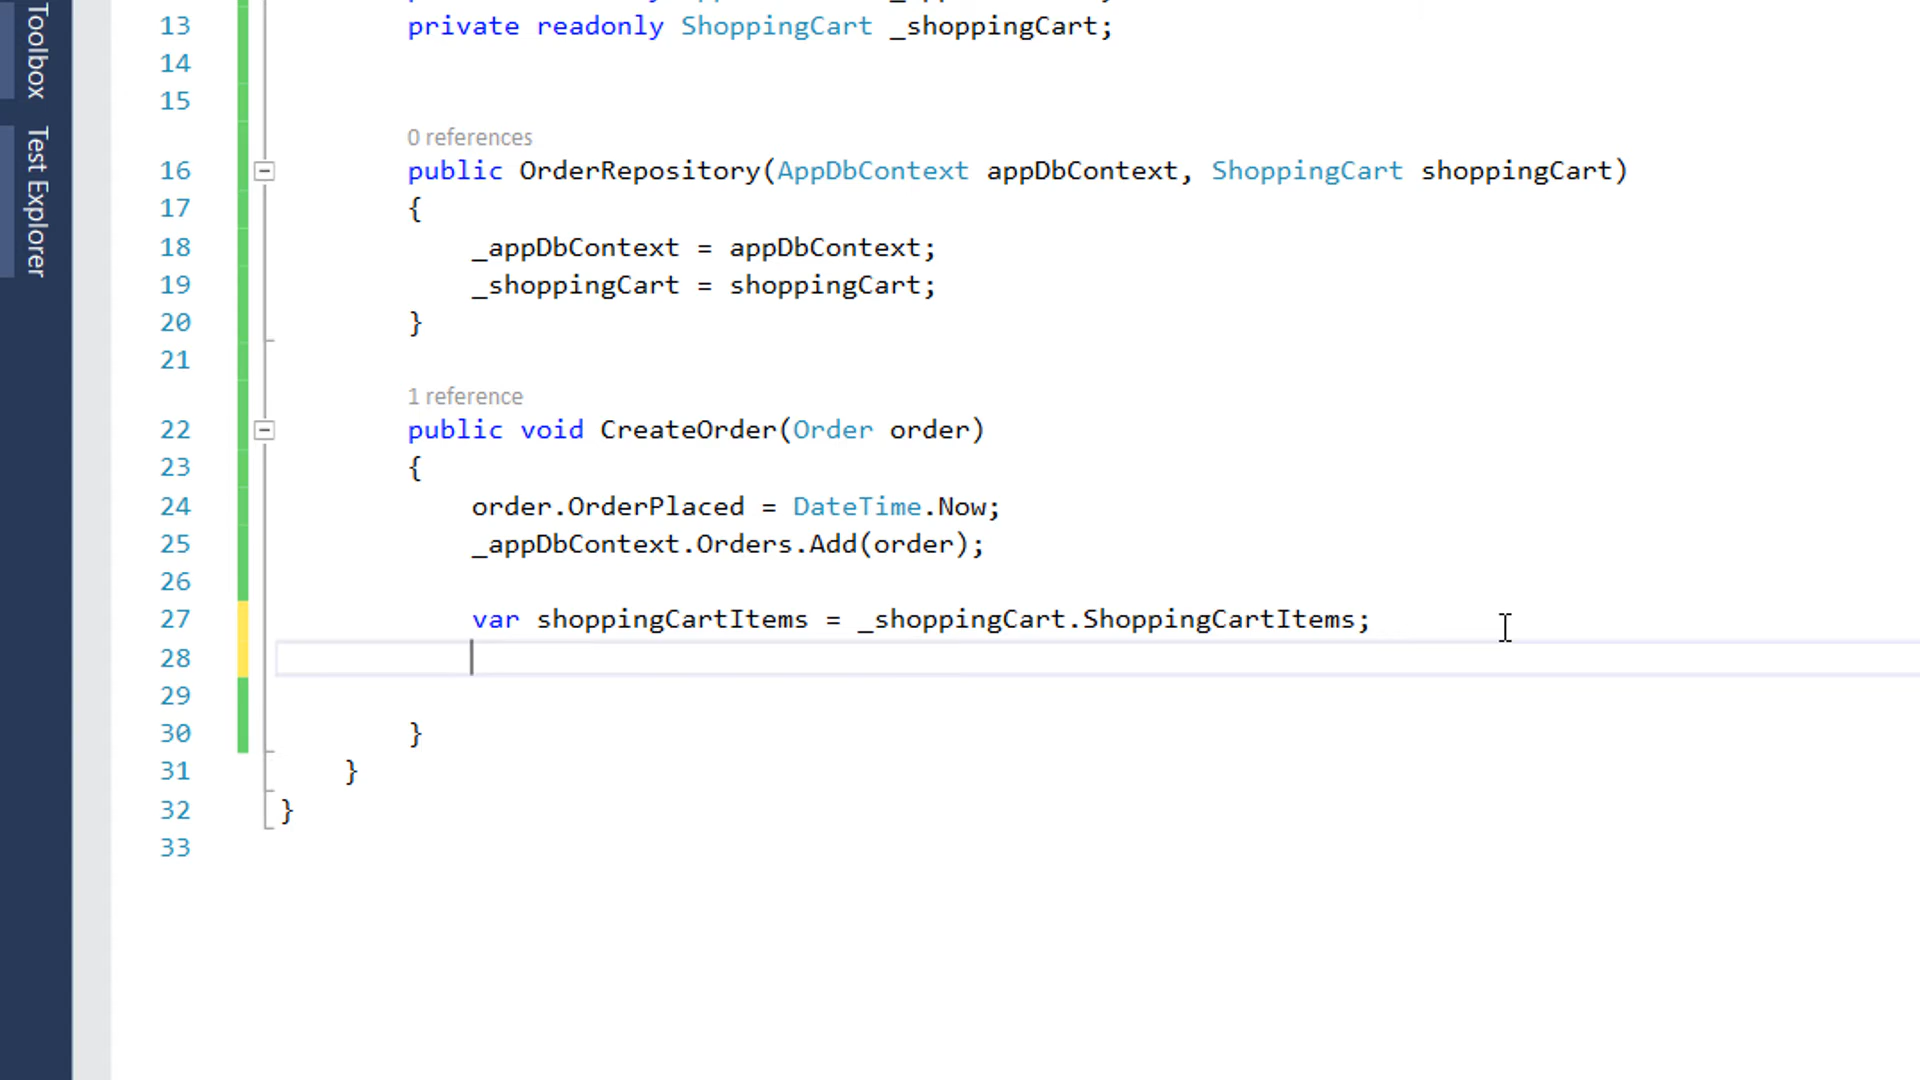 Toolbox
Test Explorer
13 private readonly ShoppingCart _shoppingCart;
14
15
0 references
16 public OrderRepository(AppDbContext appDbContext, ShoppingCart shoppingCart)
17 {
18 _appDbContext = appDbContext;
19 _shoppingCart = shoppingCart;
20 }
21
1 reference
22 public void CreateOrder(Order order)
23 {
24 order.OrderPlaced = DateTime.Now;
25 _appDbContext.Orders.Add(order);
26
27 var shoppingCartItems = _shoppingCart.ShoppingCartItems;
28
29
30 }
31 }
32 }
33